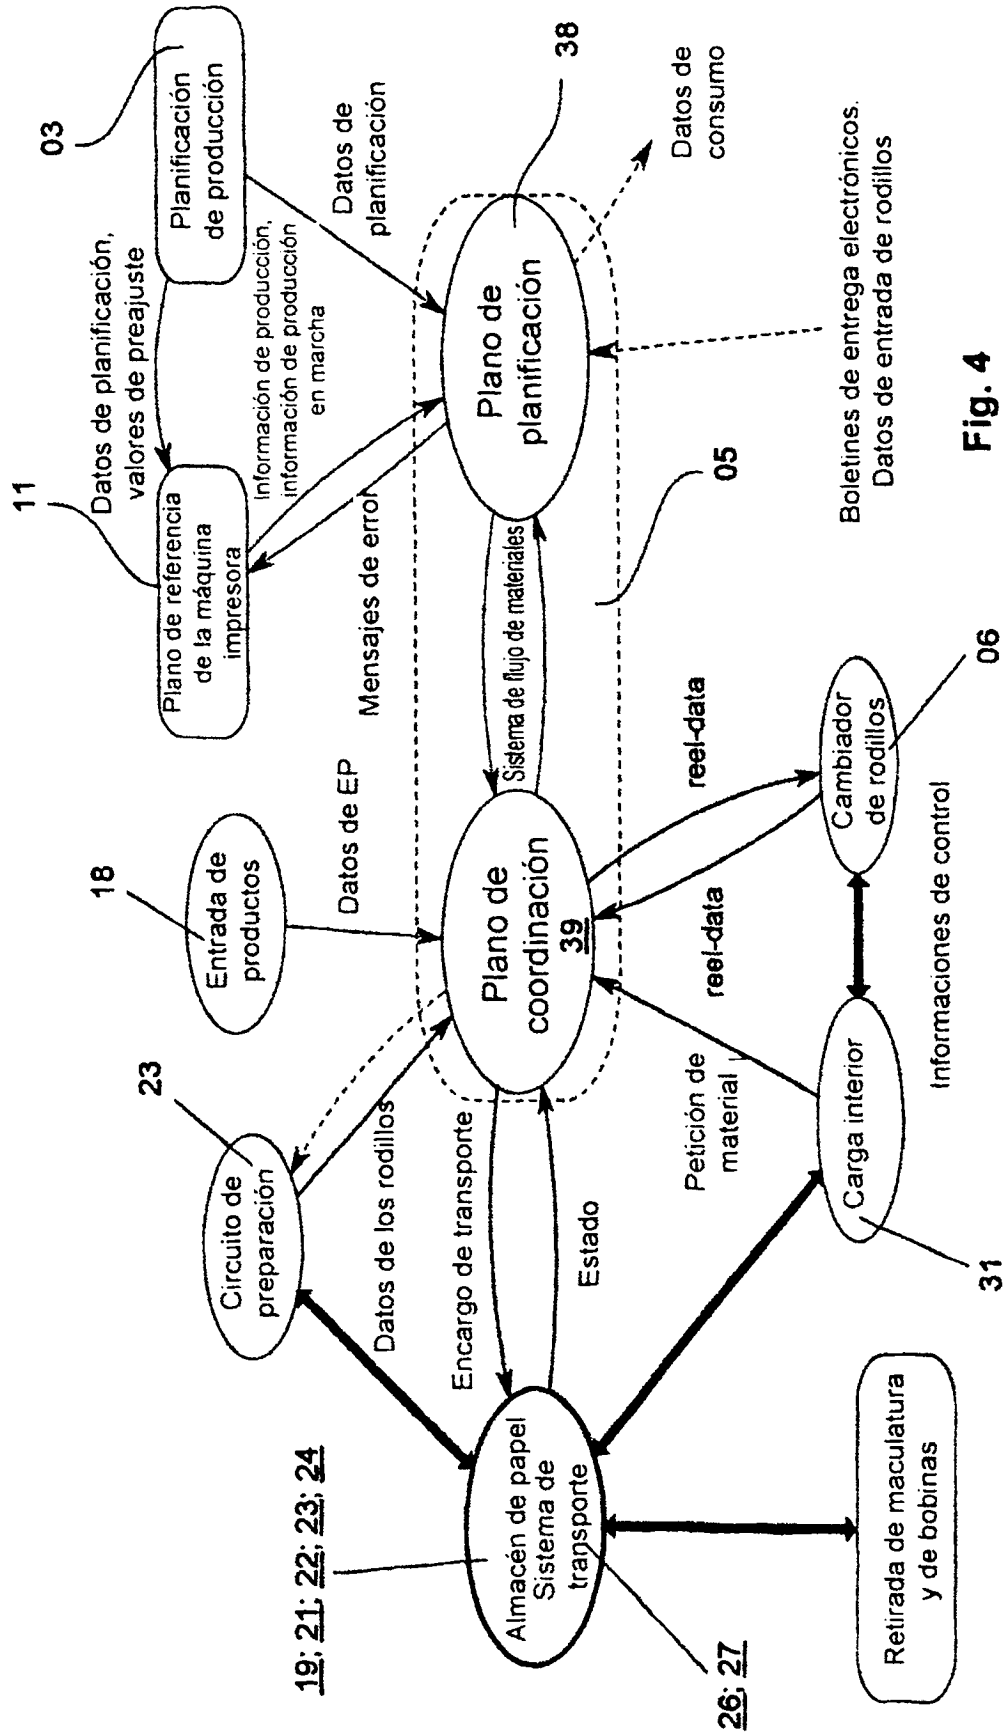 19; 21; 22; 23; 24
Almacén de papel
Sistema de
transporte
26; 27
Retirada de maculatura
y de bobinas
23
Circuito de
preparación
Datos de los rodillos
Encargo de transporte
Estado
Petición de
material
reel-data
Carga interior
31
Informaciones de control
18
Entrada de
productos
Datos de EP
Plano de
coordinación
39
reel-data
Cambiador
de rodillos
06
11
Plano de referencia
de la máquina
impresora
Datos de planificación,
valores de preajuste
Información de producción,
información de producción
en marcha
Mensajes de error
Sistema de flujo de materiales
05
03
Planificación
de producción
Datos de
planificación
Plano de
planificación
38
Datos de
consumo
Boletines de entrega electrónicos.
Datos de entrada de rodillos
Fig. 4